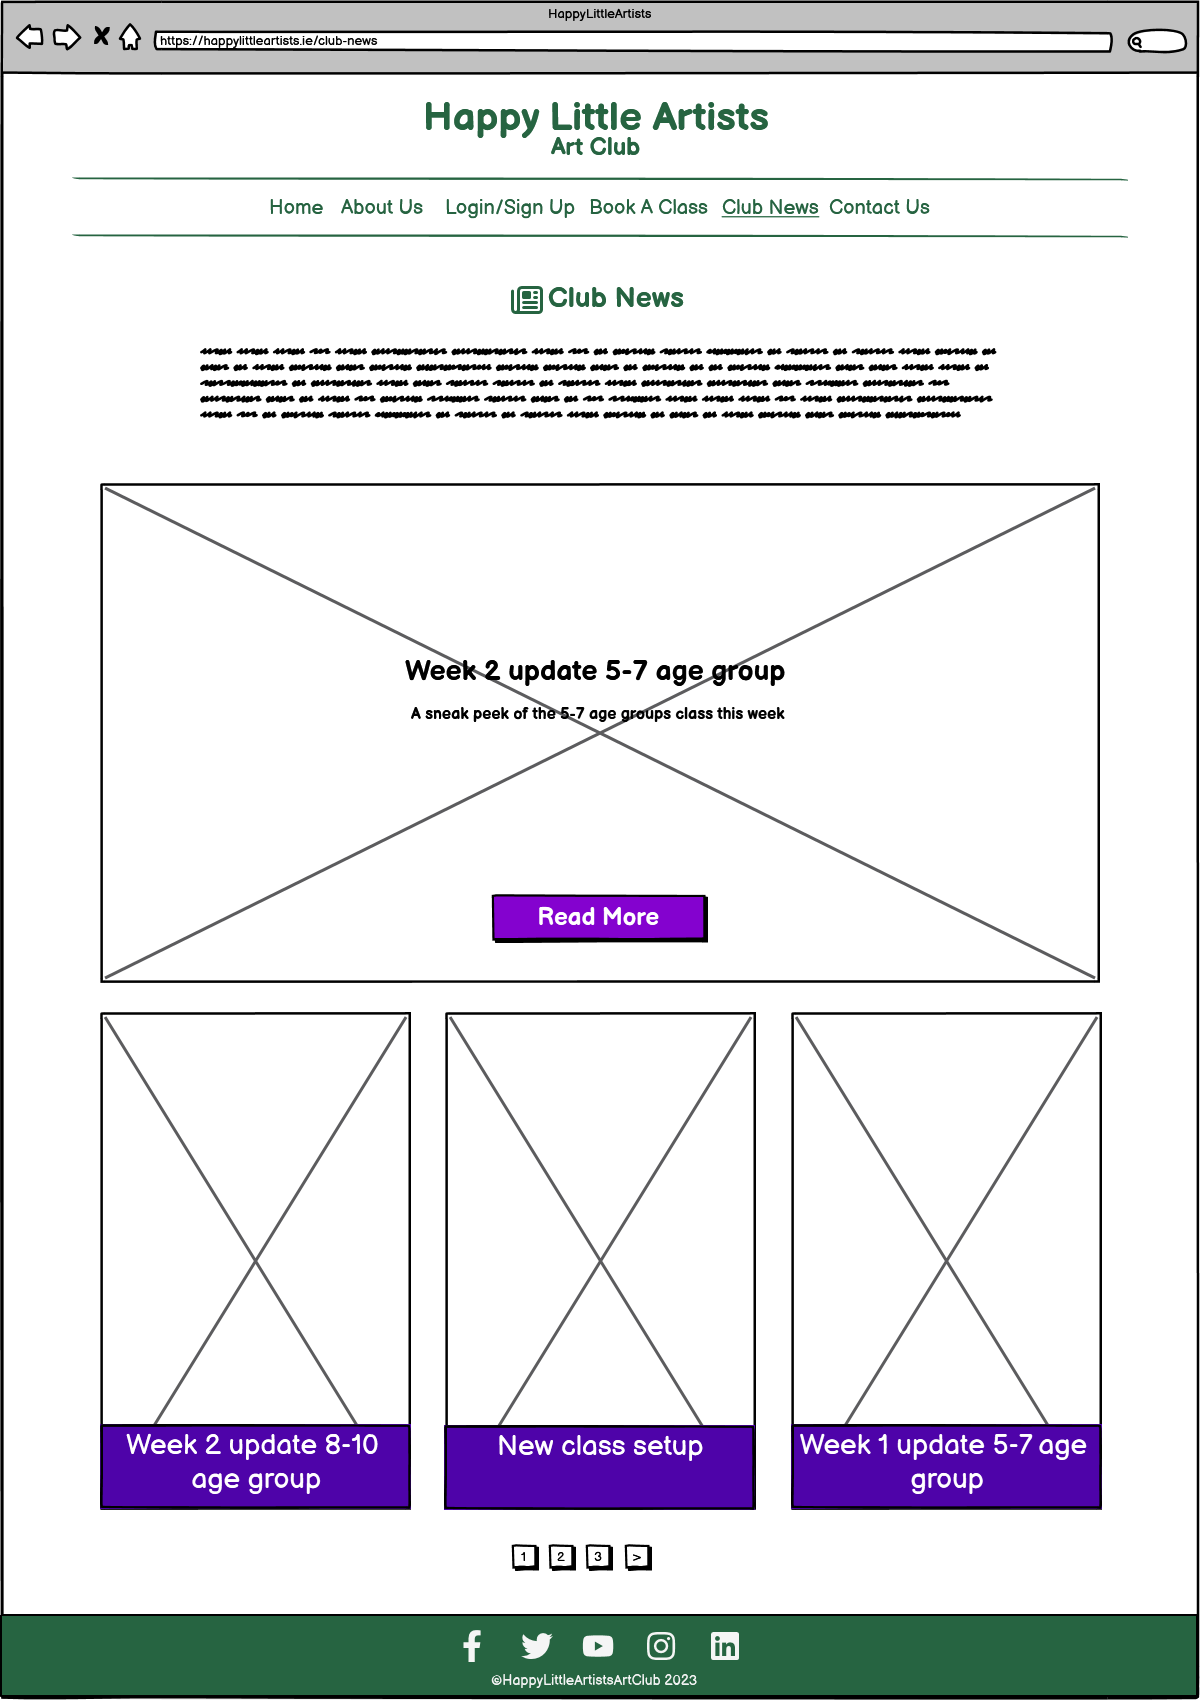 HappyLittleArtists
https://happylittleartists.ie/club-news
Happy Little Artists
Art Club
Home About Us Login/Sign Up Book A Class Club News Contact Us
Club News
Week 2 update 5-7 age group
A sneak peek of the 5-7 age groups class this week
Read More
Week 2 update 8-10
age group
New class setup
Week 1 update 5-7 age
group
1 2 3 >
©HappyLittleArtistsArtClub 2023